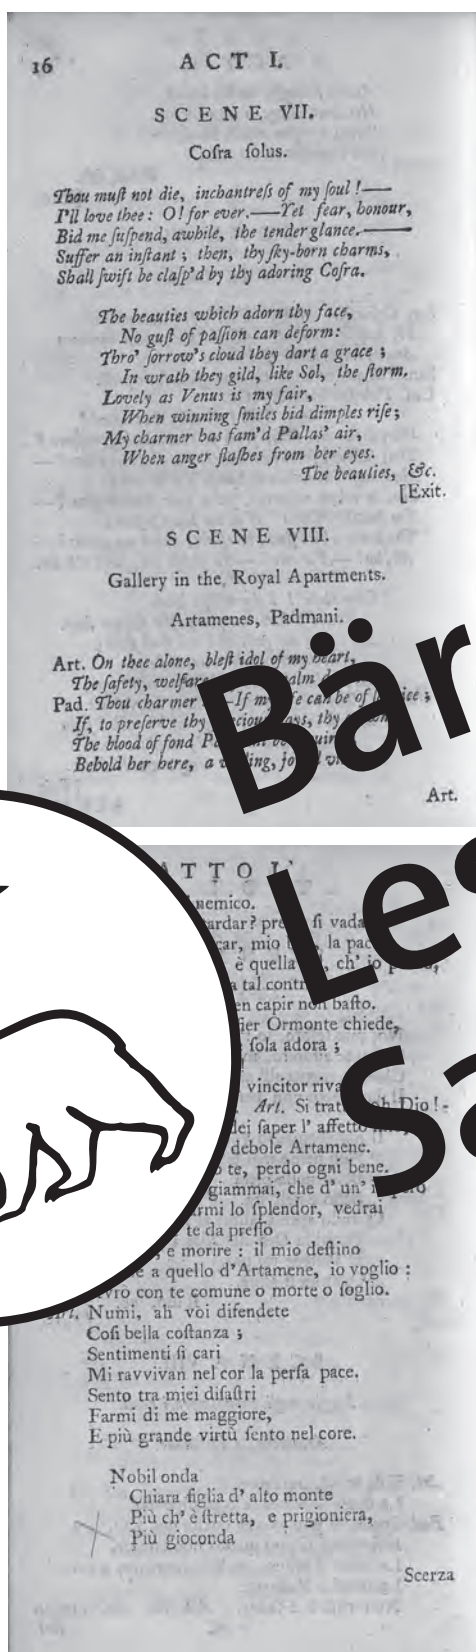 16
ACT I.
SCENE VII.
Coſra ſolus.
Thou muſt not die, inchantreſs of my ſoul !——
I'll love thee: O! for ever.——Yet fear, honour,
Bid me ſuſpend, awhile, the tender glance.——
Suffer an inſtant ; then, thy ſky-born charms,
Shall ſwift be claſp'd by thy adoring Coſra.
The beauties which adorn thy face,
No guſt of paſſion can deform:
Thro' ſorrow's cloud they dart a grace ;
In wrath they gild, like Sol, the ſtorm.
Lovely as Venus is my fair,
When winning ſmiles bid dimples riſe;
My charmer has fam'd Pallas' air,
When anger flaſhes from her eyes.
The beauties, &c.
[Exit.
SCENE VIII.
Gallery in the Royal Apartments.
Artamenes, Padmani.
Art. On thee alone, bleſt idol of my heart,
The ſafety, welfare
Pad. Thou charmer —If my can be of
If, to preſerve thy thy
The blood of fond
Behold her here, a
Art.
Bär
ATTO I.
nemico.
ſi vada
mio la
è quella ch' io
a tal
en capir non baſto.
Ormonte chiede,
ſola adora ;
vincitor
Art. Si oh Dio! -
ſaper l' affetto
debole Artamene.
te, perdo ogni bene.
giammai, che d' un'
lo ſplendor, vedrai
te da preſſo
e morire : il mio deſtino
a quello d'Artamene, io voglio :
con te comune o morte o ſoglio.
Art. Numi, ah voi difendete
Coſi bella coſtanza ;
Sentimenti ſi cari
Mi ravvivan nel cor la perſa pace.
Sento tra miei diſaſtri
Farmi di me maggiore,
E più grande virtù ſento nel core.
Nobil onda
Chiara figlia d' alto monte
Più ch' è ſtretta, e prigioniera,
Più gioconda
Scerza
Les
Sa